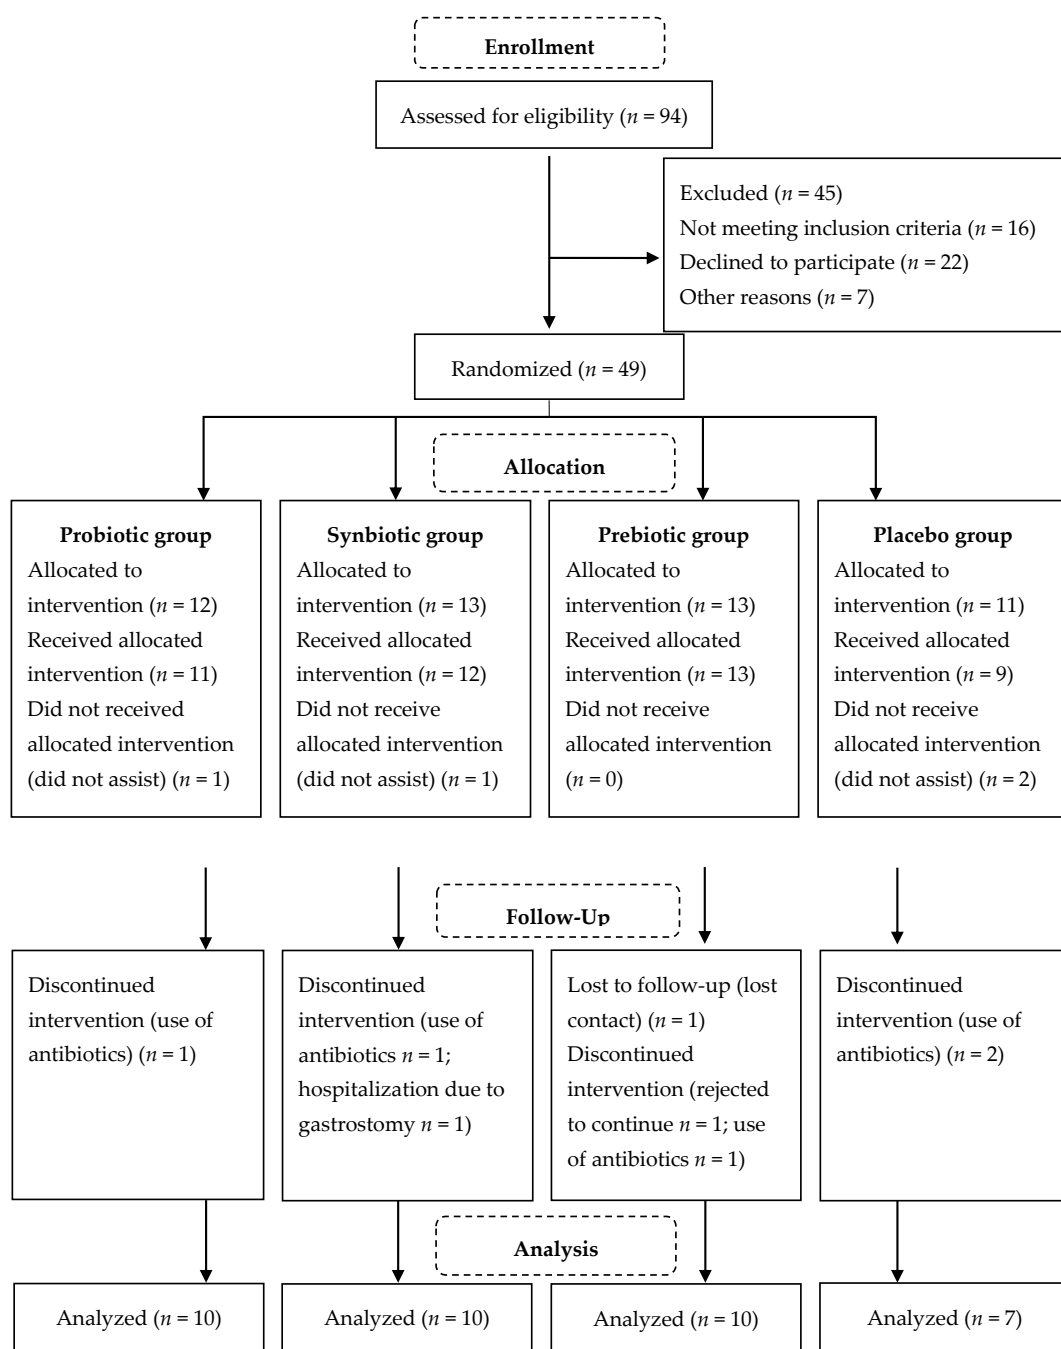 Enrollment
Assessed for eligibility (n = 94)
Excluded (n = 45)
Not meeting inclusion criteria (n = 16)
Declined to participate (n = 22)
Other reasons (n = 7)
Randomized (n = 49)
Allocation
Probiotic group
Allocated to
intervention (n = 12)
Received allocated
intervention (n = 11)
Did not received
allocated intervention
(did not assist) (n = 1)
Synbiotic group
Allocated to
intervention (n = 13)
Received allocated
intervention (n = 12)
Did not receive
allocated intervention
(did not assist) (n = 1)
Prebiotic group
Allocated to
intervention (n = 13)
Received allocated
intervention (n = 13)
Did not receive
allocated intervention
(n = 0)
Placebo group
Allocated to
intervention (n = 11)
Received allocated
intervention (n = 9)
Did not receive
allocated intervention
(did not assist) (n = 2)
Follow-Up
Discontinued
intervention (use of
antibiotics) (n = 1)
Discontinued
intervention (use of
antibiotics n = 1;
hospitalization due to
gastrostomy n = 1)
Lost to follow-up (lost
contact) (n = 1)
Discontinued
intervention (rejected
to continue n = 1; use
of antibiotics n = 1)
Discontinued
intervention (use of
antibiotics) (n = 2)
Analysis
Analyzed (n = 10)
Analyzed (n = 10)
Analyzed (n = 10)
Analyzed (n = 7)